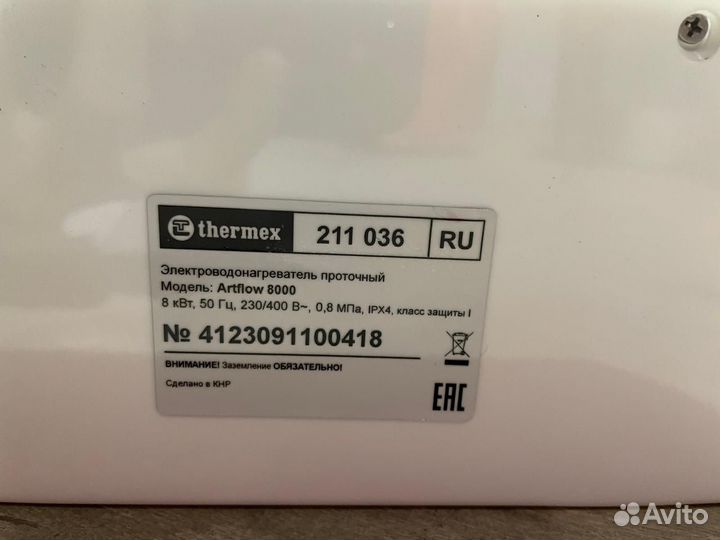 thermex 211 036 RU
Электроводонагреватель проточный
Модель: Artflow 8000
8 кВт, 50 Гц, 230/400 В~, 0,8 МПа, IPX4, класс защиты I
№ 4123091100418
ВНИМАНИЕ! Заземление ОБЯЗАТЕЛЬНО!
Сделано в КНР
EAC
Avito